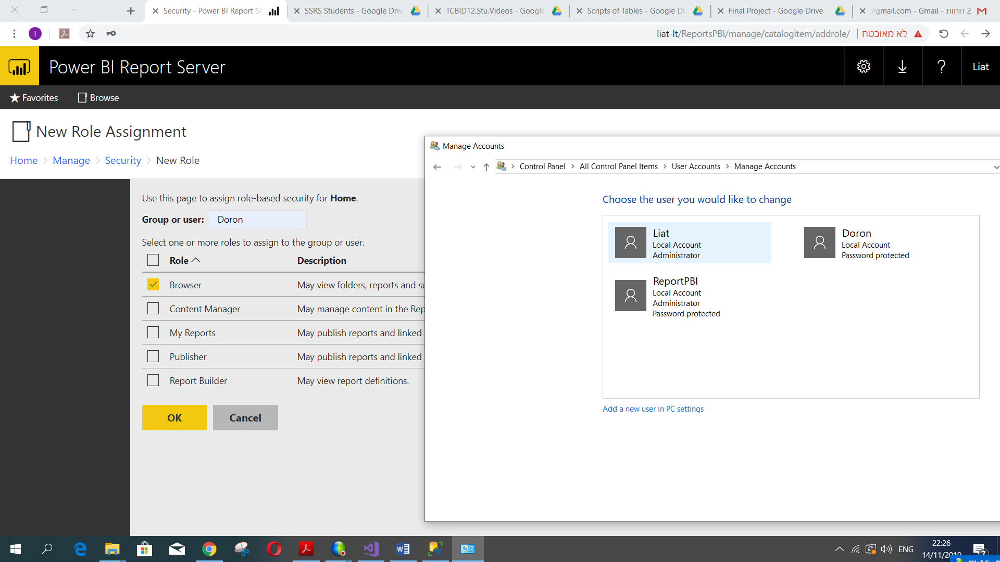 Security - Power BI Report Se
SSRS Students - Google Driv
TCBID12.Stu.Videos - Google
Scripts of Tables - Google Dr
Final Project - Google Drive
2 דוחות - @gmail.com - Gmail
liat-lt/ReportsPBI/manage/catalogitem/addrole/
לא מאובטח
Power BI Report Server
Liat
Favorites
Browse
New Role Assignment
Home > Manage > Security > New Role
Use this page to assign role-based security for Home.
Group or user: Doron
Select one or more roles to assign to the group or user.
Role Description
Browser May view folders, reports and su
Content Manager May manage content in the Rep
My Reports May publish reports and linked
Publisher May publish reports and linked
Report Builder May view report definitions.
OK Cancel
Manage Accounts
Control Panel > All Control Panel Items > User Accounts > Manage Accounts
Choose the user you would like to change
Liat
Local Account
Administrator
Doron
Local Account
Password protected
ReportPBI
Local Account
Administrator
Password protected
Add a new user in PC settings
ENG
22:26
14/11/2019
7